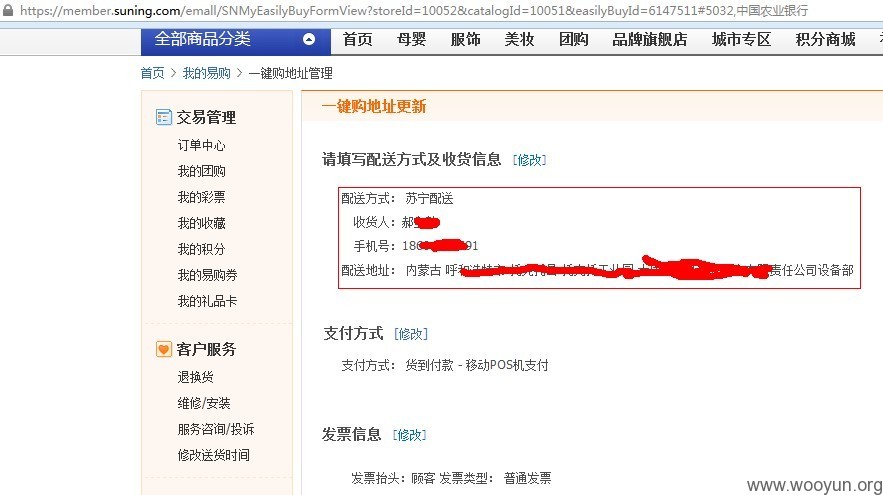 https://member.suning.com/emall/SNMyEasilyBuyFormView?storeId=10052&catalogId=10051&easilyBuyId=6147511#5032,中国农业银行
全部商品分类 首页 母婴 服饰 美妆 团购 品牌旗舰店 城市专区 积分商城
首页 > 我的易购 > 一键购地址管理
交易管理
订单中心
我的团购
我的彩票
我的收藏
我的积分
我的易购券
我的礼品卡
客户服务
退换货
维修/安装
服务咨询/投诉
修改送货时间
一键购地址更新
请填写配送方式及收货信息 [修改]
配送方式： 苏宁配送
收货人：郝
手机号：18 91
配送地址： 内蒙古 呼和 责任公司设备部
支付方式 [修改]
支付方式： 货到付款 - 移动POS机支付
发票信息 [修改]
发票抬头：顾客 发票类型： 普通发票
www.wooyun.org